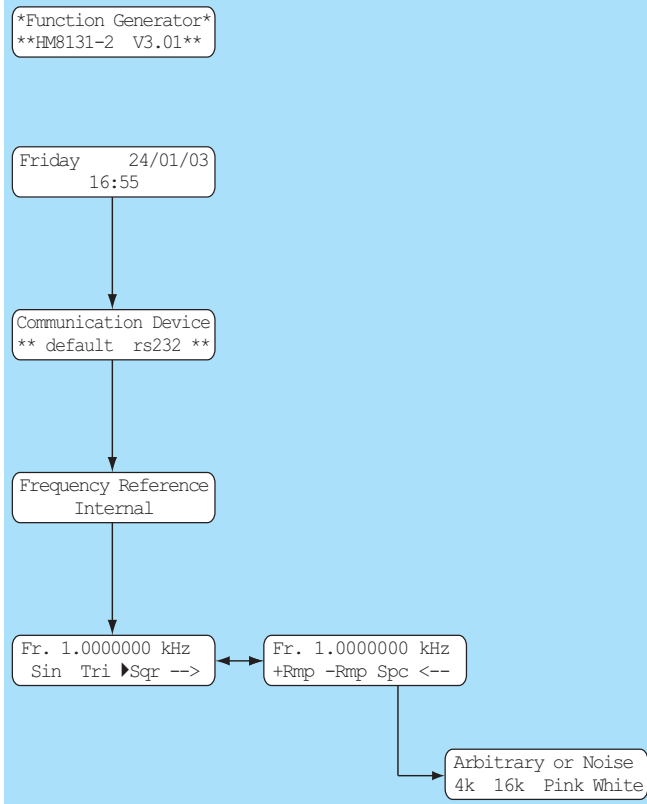 *Function Generator*
**HM8131-2 V3.01**
Friday 24/01/03
16:55
Communication Device
** default rs232 **
Frequency Reference
Internal
Fr. 1.0000000 kHz
Sin Tri ▶Sqr -->
Fr. 1.0000000 kHz
+Rmp -Rmp Spc <--
Arbitrary or Noise
4k 16k Pink White